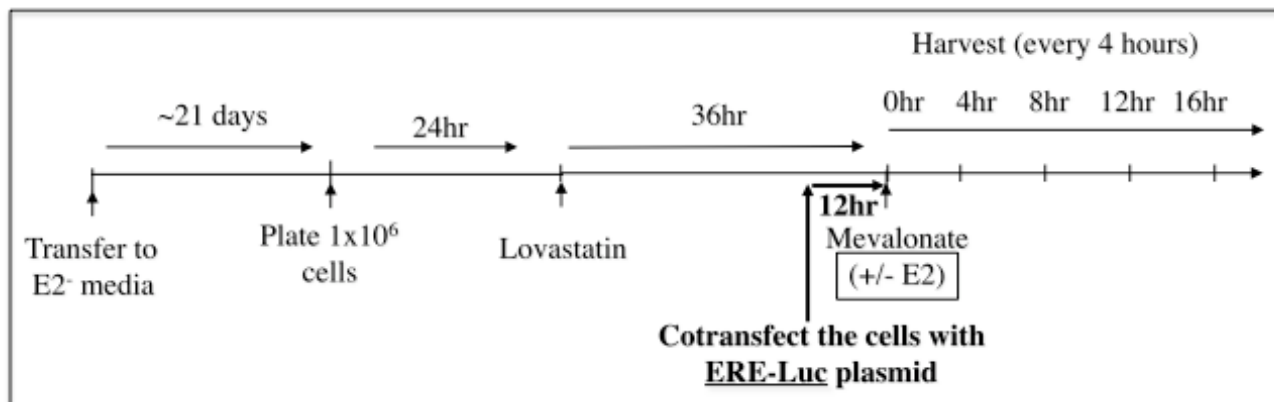 Harvest (every 4 hours)
~21 days
24hr
36hr
0hr 4hr 8hr 12hr 16hr
12hr
Transfer to
E2- media
Plate 1x10⁶
cells
Lovastatin
Mevalonate
(+/- E2)
Cotransfect the cells with
ERE-Luc plasmid